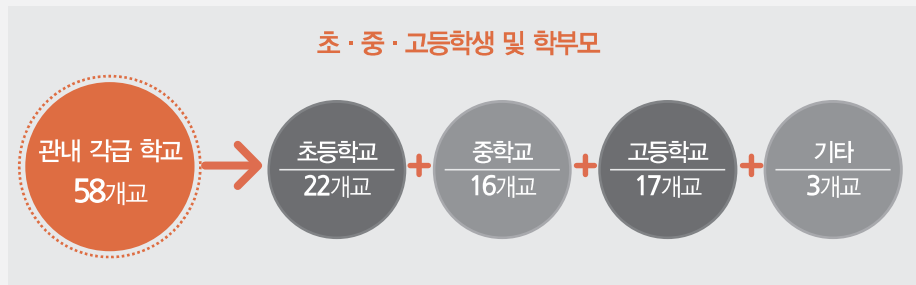 초 · 중 · 고등학생 및 학부모
관내 각급 학교
58개교
초등학교
22개교
+
중학교
16개교
+
고등학교
17개교
+
기타
3개교